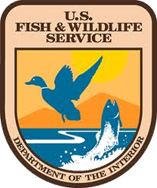 U.S.
FISH & WILDLIFE
SERVICE
DEPARTMENT OF THE INTERIOR